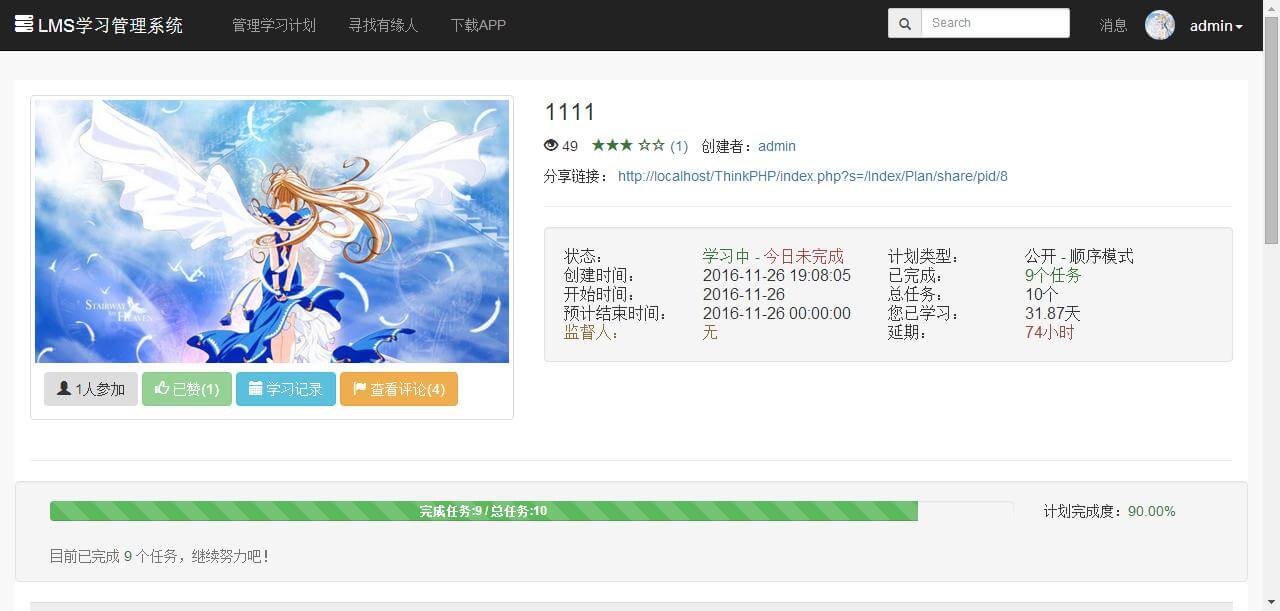 LMS学习管理系统 管理学习计划 寻找有缘人 下载APP Search 消息 admin
1111
49 ★★★☆☆ (1) 创建者：admin
分享链接： http://localhost/ThinkPHP/index.php?s=/Index/Plan/share/pid/8
状态： 学习中 - 今日未完成 计划类型： 公开 - 顺序模式
创建时间： 2016-11-26 19:08:05 已完成： 9个任务
开始时间： 2016-11-26 总任务： 10个
预计结束时间： 2016-11-26 00:00:00 您已学习： 31.87天
监督人： 无 延期： 74小时
STAIRWAY
TO HEAVEN
1人参加 已赞(1) 学习记录 查看评论(4)
完成任务:9 / 总任务:10 计划完成度：90.00%
目前已完成 9 个任务，继续努力吧！